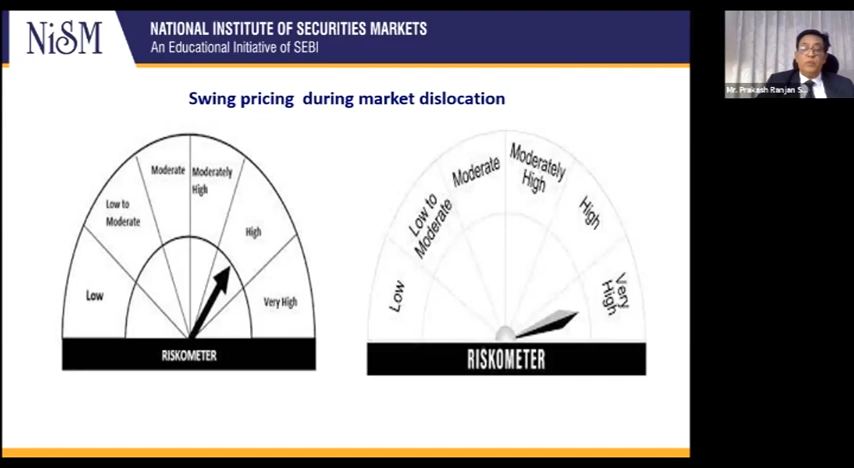 NiSM
NATIONAL INSTITUTE OF SECURITIES MARKETS
An Educational Initiative of SEBI
Mr. Prakash Ranjan S...
Swing pricing during market dislocation
Low
Low to
Moderate
Moderate
Moderately
High
High
Very High
RISKOMETER
Low
Low to
Moderate
Moderate
Moderately
High
High
Very
High
RISKOMETER